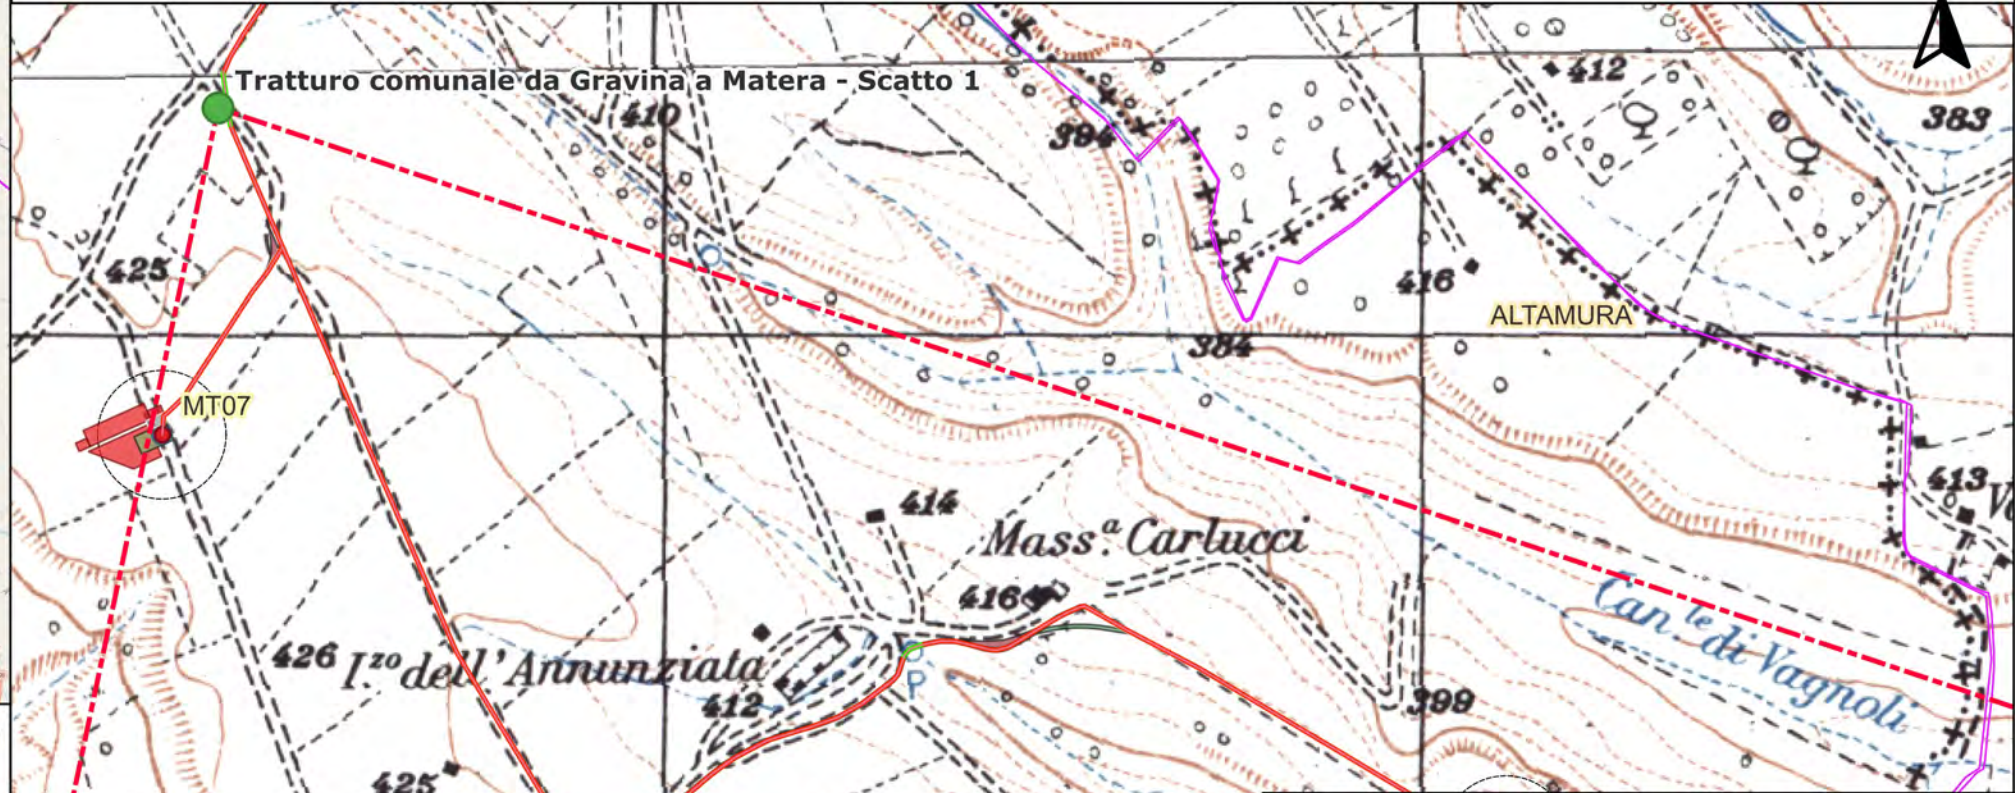 Tratturo comunale da Gravina a Matera - Scatto 1
412
410
383
394
425
416
ALTAMURA
384
MT07
413
414
Mass.ª Carlucci
416
Can.le di Vagnoli
426 I.zo dell'Annunziata
P
412
399
425